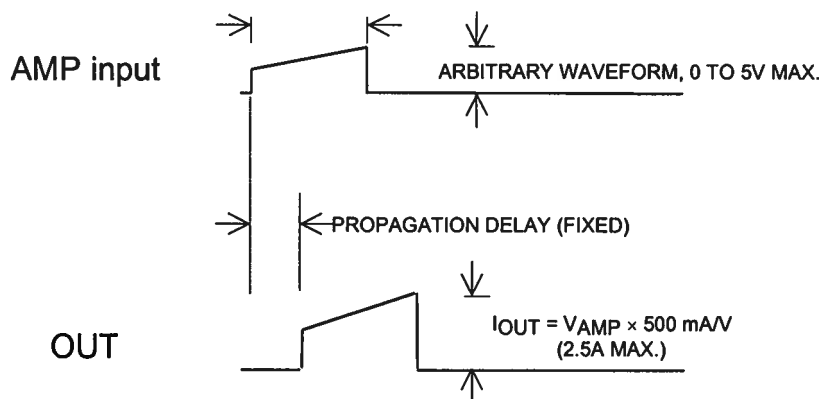 AMP input
ARBITRARY WAVEFORM, 0 TO 5V MAX.
PROPAGATION DELAY (FIXED)
OUT
IOUT = VAMP × 500 mA/V
(2.5A MAX.)